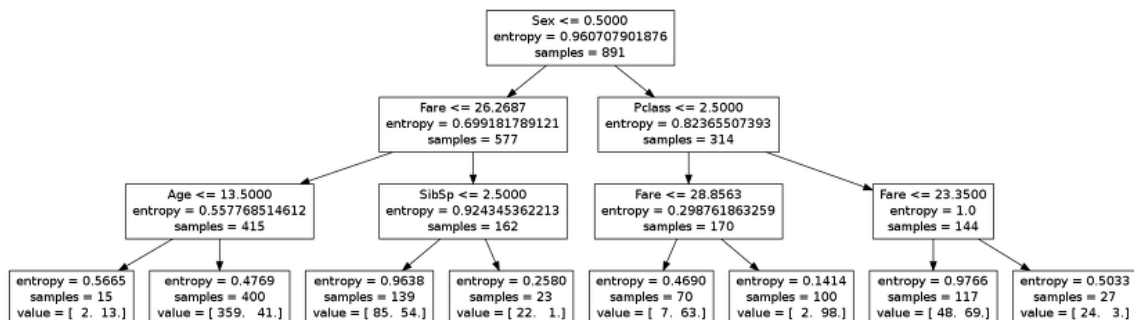 Sex <= 0.5000
entropy = 0.960707901876
samples = 891
Fare <= 26.2687
entropy = 0.699181789121
samples = 577
Pclass <= 2.5000
entropy = 0.82365507393
samples = 314
Age <= 13.5000
entropy = 0.557768514612
samples = 415
SibSp <= 2.5000
entropy = 0.924345362213
samples = 162
Fare <= 28.8563
entropy = 0.298761863259
samples = 170
Fare <= 23.3500
entropy = 1.0
samples = 144
entropy = 0.5665
samples = 15
value = [ 2. 13.]
entropy = 0.4769
samples = 400
value = [ 359. 41.]
entropy = 0.9638
samples = 139
value = [ 85. 54.]
entropy = 0.2580
samples = 23
value = [ 22. 1.]
entropy = 0.4690
samples = 70
value = [ 7. 63.]
entropy = 0.1414
samples = 100
value = [ 2. 98.]
entropy = 0.9766
samples = 117
value = [ 48. 69.]
entropy = 0.5033
samples = 27
value = [ 24. 3.]